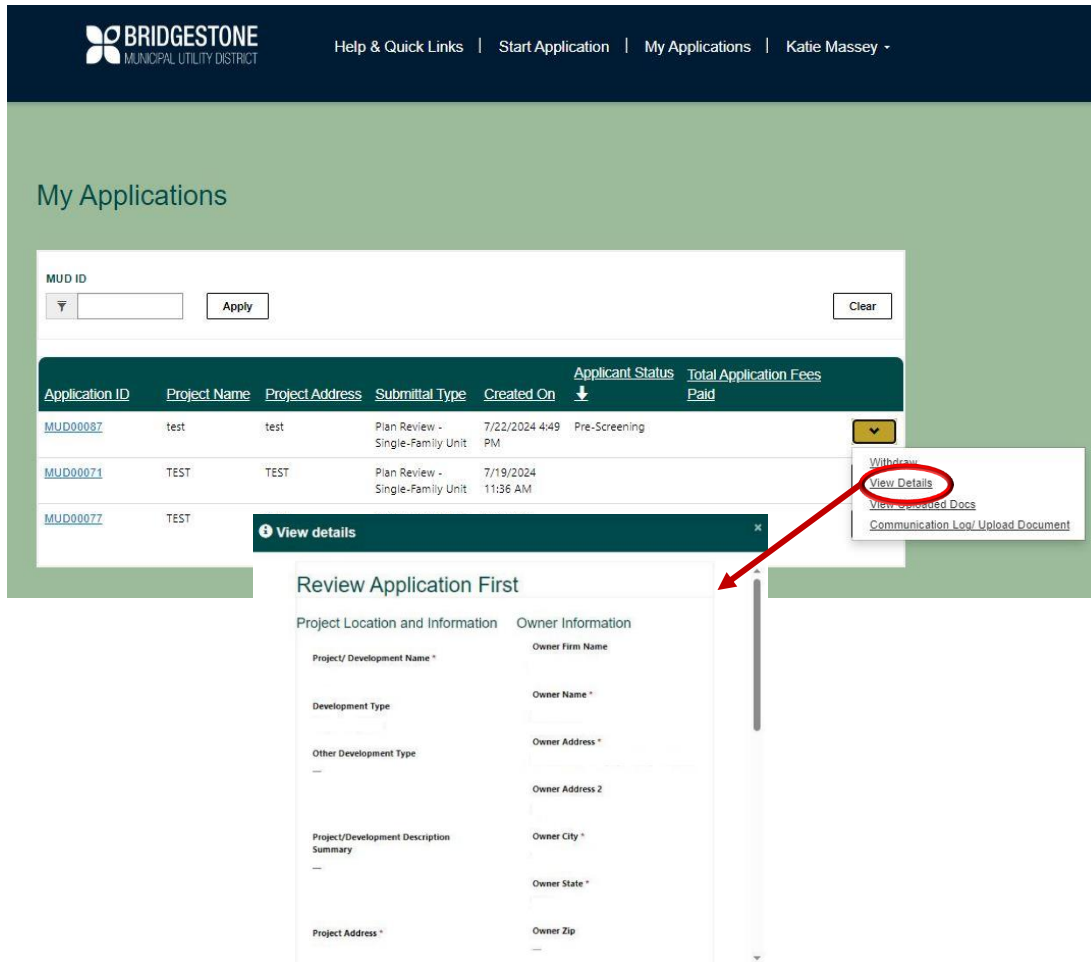 BRIDGESTONE
MUNICIPAL UTILITY DISTRICT
Help & Quick Links | Start Application | My Applications | Katie Massey
My Applications
MUD ID
Apply
Clear
Application ID Project Name Project Address Submittal Type Created On Applicant Status Total Application Fees Paid
MUD00087 test test Plan Review - 7/22/2024 4:49 Pre-Screening
Single-Family Unit PM
MUD00071 TEST TEST Plan Review - 7/19/2024
Single-Family Unit 11:36 AM
MUD00077 TEST
Withdraw
View Details
View Uploaded Docs
Communication Log/ Upload Document
View details ×
Review Application First
Project Location and Information Owner Information
Owner Firm Name
Project/ Development Name *
Owner Name *
Development Type
Owner Address *
Other Development Type
—
Owner Address 2
Project/Development Description Owner City *
Summary
—
Owner State *
Project Address * Owner Zip
—